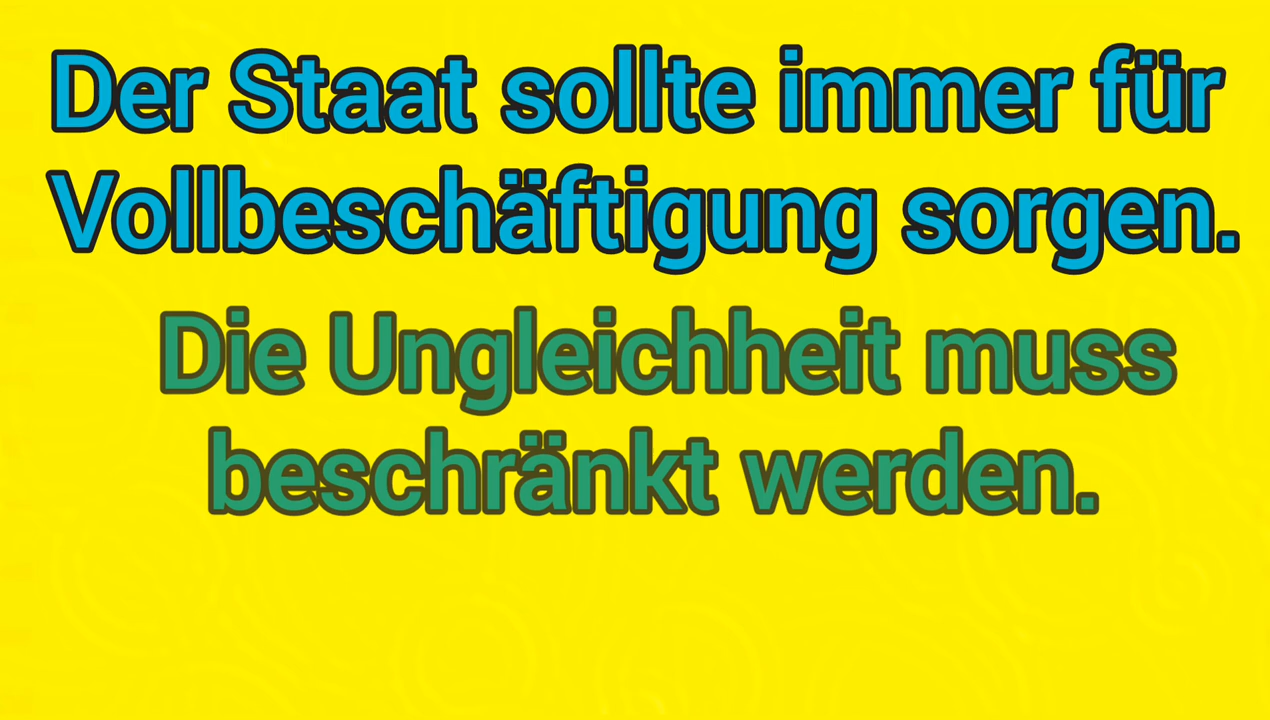 Der Staat sollte immer für
Vollbeschäftigung sorgen.
Die Ungleichheit muss
beschränkt werden.